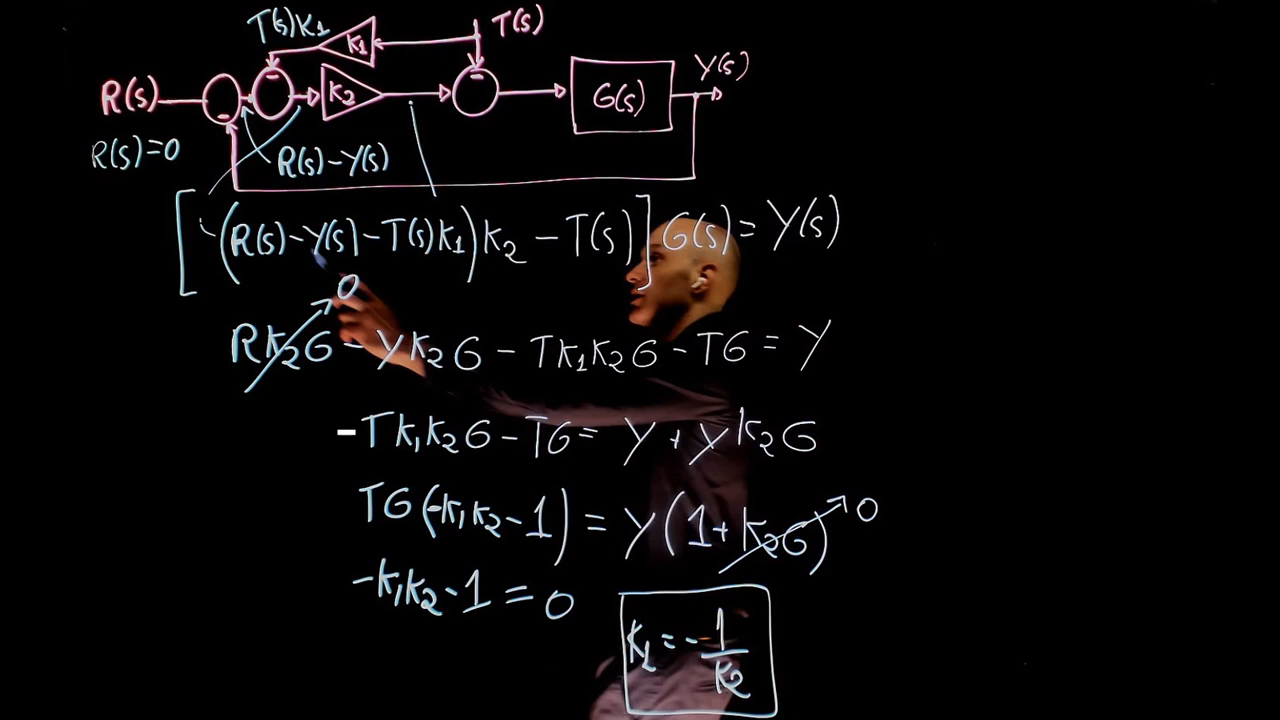 T(s)K1 T(s)
K1
Y(s)
R(s) - - K2 - G(s)
-
R(s)=0 R(s)-Y(s)
[-(R(s)-Y(s)-T(s)K1)K2-T(s)]G(s)=Y(s)
0
RK2G-YK2G-TK1K2G-TG=Y
-TK1K2G-TG=Y+YK2G
TG(-K1K2-1)=Y(1+K2G) 0
-K1K2-1=0
K1=-1/K2